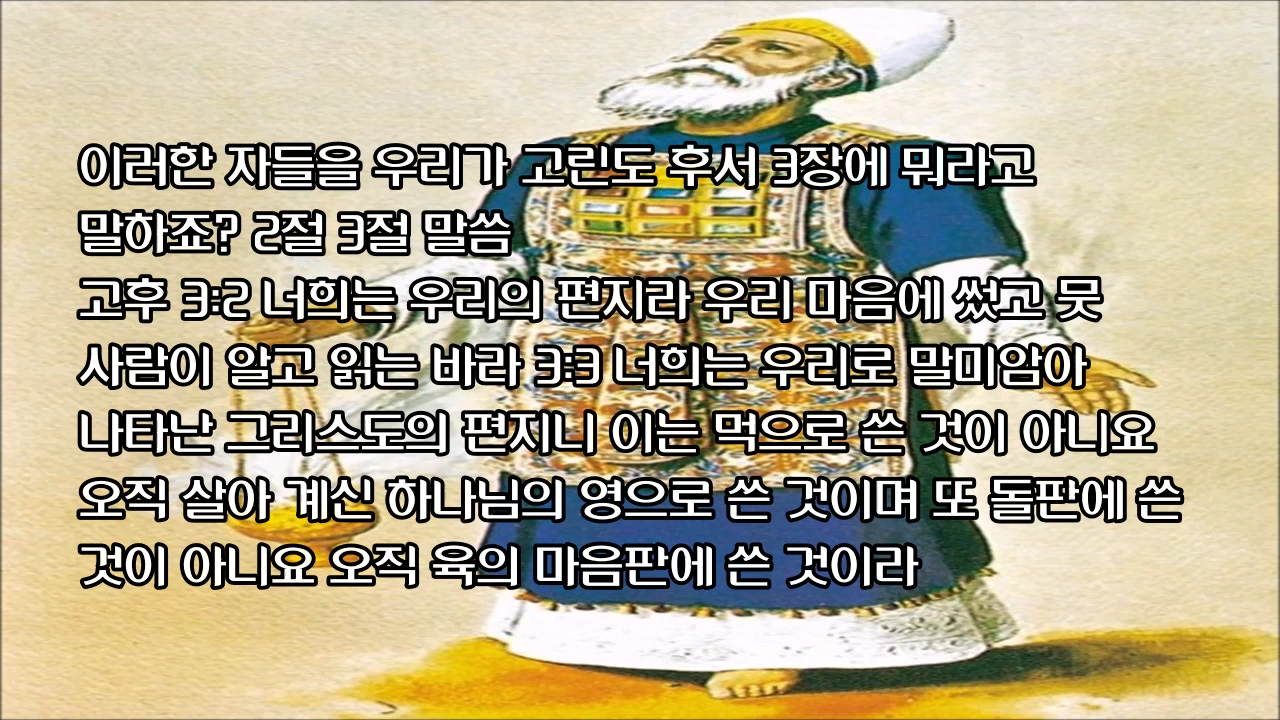 이러한 자들을 우리가 고린도 후서 3장에 뭐라고
말하죠? 2절 3절 말씀
고후 3:2 너희는 우리의 편지라 우리 마음에 썼고 뭇
사람이 알고 읽는 바라 3:3 너희는 우리로 말미암아
나타난 그리스도의 편지니 이는 먹으로 쓴 것이 아니요
오직 살아 계신 하나님의 영으로 쓴 것이며 또 돌판에 쓴
것이 아니요 오직 육의 마음판에 쓴 것이라